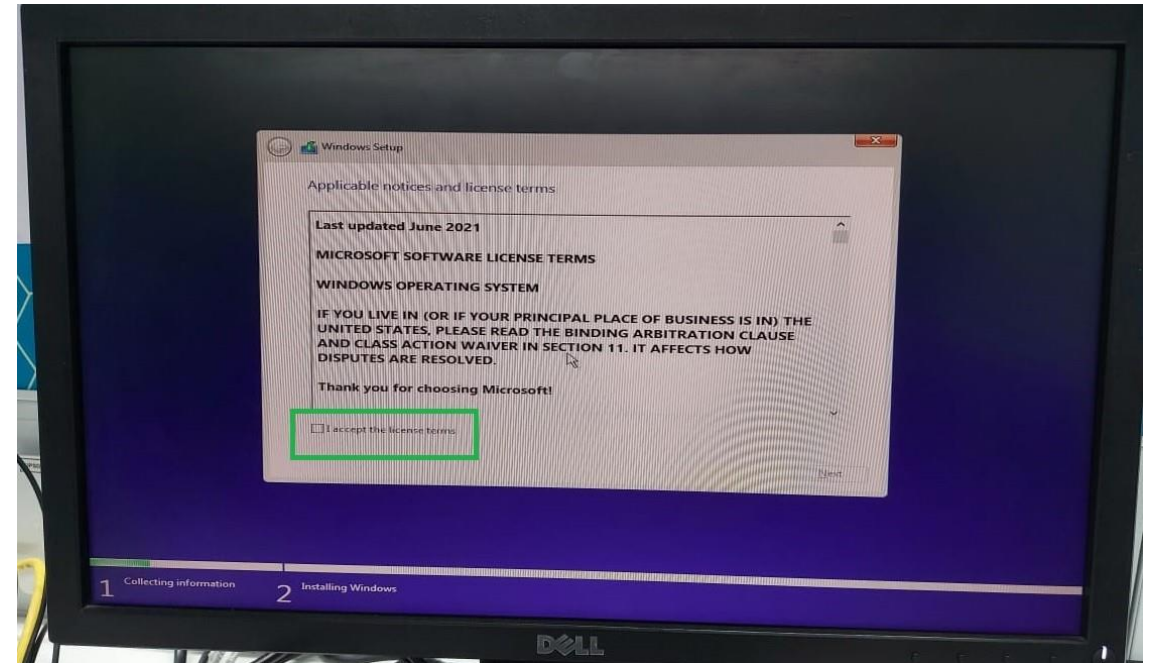 Windows Setup
Applicable notices and license terms
Last updated June 2021
MICROSOFT SOFTWARE LICENSE TERMS
WINDOWS OPERATING SYSTEM
IF YOU LIVE IN (OR IF YOUR PRINCIPAL PLACE OF BUSINESS IS IN) THE
UNITED STATES, PLEASE READ THE BINDING ARBITRATION CLAUSE
AND CLASS ACTION WAIVER IN SECTION 11. IT AFFECTS HOW
DISPUTES ARE RESOLVED.
Thank you for choosing Microsoft!
I accept the license terms
Next
1 Collecting information
2 Installing Windows
DELL